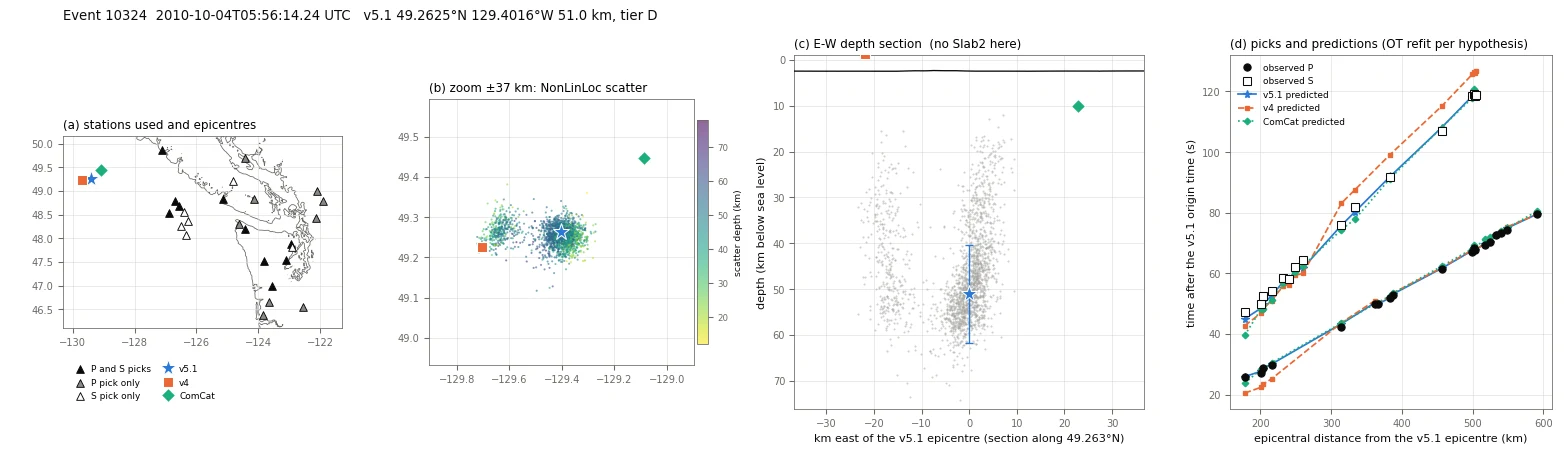 Event 10324  2010-10-04T05:56:14.24 UTC   v5.1 49.2625°N 129.4016°W 51.0 km, tier D
(a) stations used and epicentres
50.0
49.5
49.0
48.5
48.0
47.5
47.0
46.5
−130
−128
−126
−124
−122
P and S picks
P pick only
S pick only
v5.1
v4
ComCat
(b) zoom ±37 km: NonLinLoc scatter
49.5
49.4
49.3
49.2
49.1
49.0
−129.8
−129.6
−129.4
−129.2
−129.0
70
60
50
40
30
20
scatter depth (km)
(c) E-W depth section  (no Slab2 here)
0
10
20
30
40
50
60
70
depth (km below sea level)
−30
−20
−10
0
10
20
30
km east of the v5.1 epicentre (section along 49.263°N)
(d) picks and predictions (OT refit per hypothesis)
observed P
observed S
v5.1 predicted
v4 predicted
ComCat predicted
120
100
80
60
40
20
time after the v5.1 origin time (s)
200
300
400
500
600
epicentral distance from the v5.1 epicentre (km)